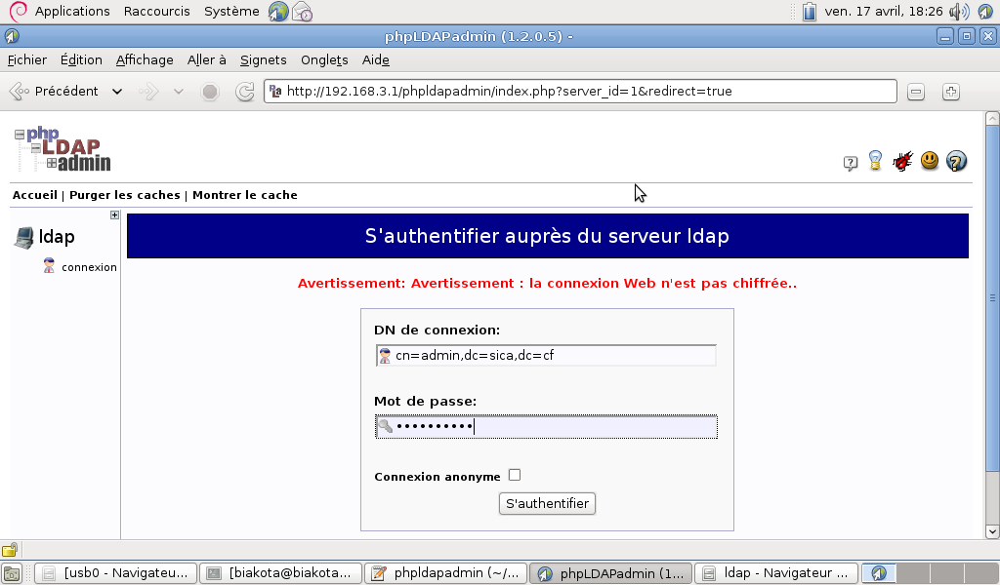 Applications Raccourcis Système ven. 17 avril, 18:26
phpLDAPadmin (1.2.0.5) -
Fichier Édition Affichage Aller à Signets Onglets Aide
Précédent http://192.168.3.1/phpldapadmin/index.php?server_id=1&redirect=true
php
LDAP
admin
Accueil | Purger les caches | Montrer le cache
ldap
connexion
S'authentifier auprès du serveur ldap
Avertissement: Avertissement : la connexion Web n'est pas chiffrée..
DN de connexion:
cn=admin,dc=sica,dc=cf
Mot de passe:
••••••••••
Connexion anonyme
S'authentifier
[usb0 - Navigateu... [biakota@biakota... phpldapadmin (~/... phpLDAPadmin (1... ldap - Navigateur ...